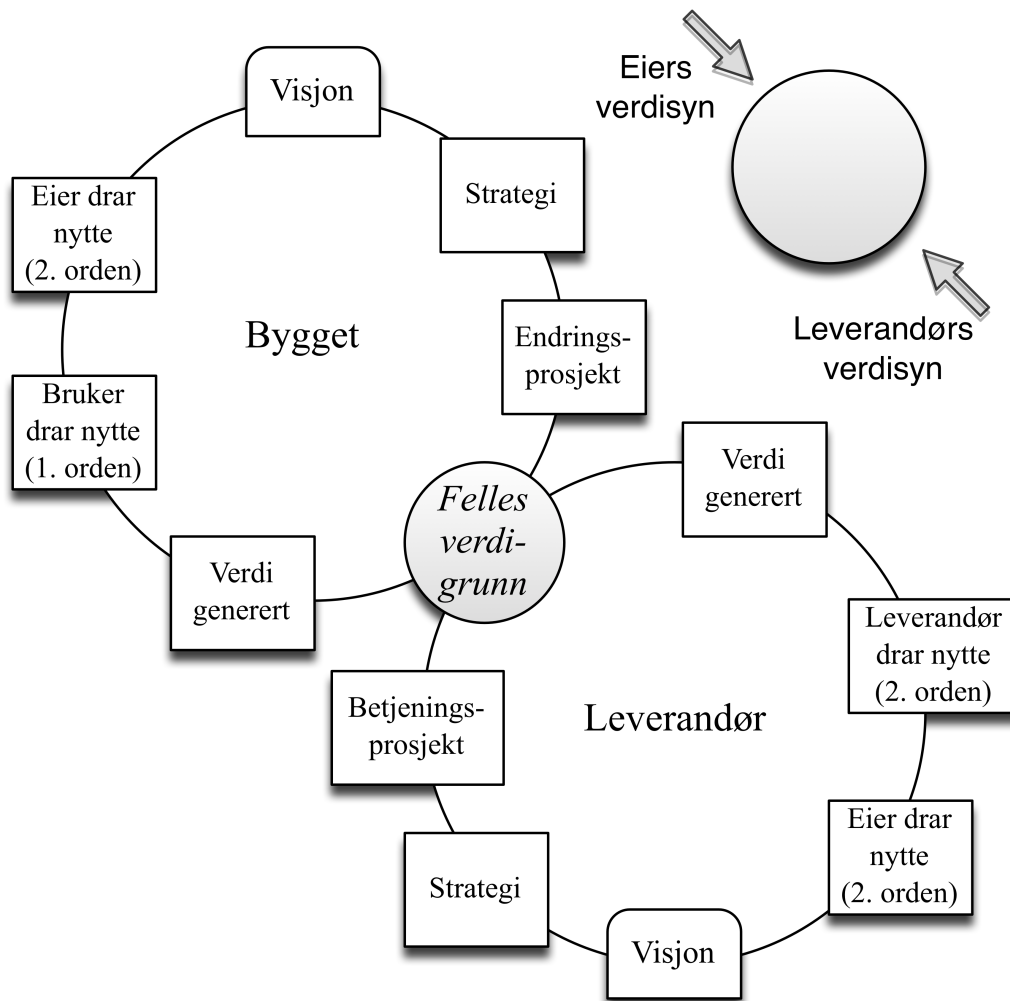 Visjon
Strategi
Eier drar
nytte
(2. orden)
Bygget
Endrings-
prosjekt
Bruker
drar nytte
(1. orden)
Verdi
generert
Felles
verdi-
grunn
Eiers
verdisyn
Leverandørs
verdisyn
Verdi
generert
Leverandør
drar nytte
(2. orden)
Betjenings-
prosjekt
Leverandør
Eier drar
nytte
(2. orden)
Strategi
Visjon